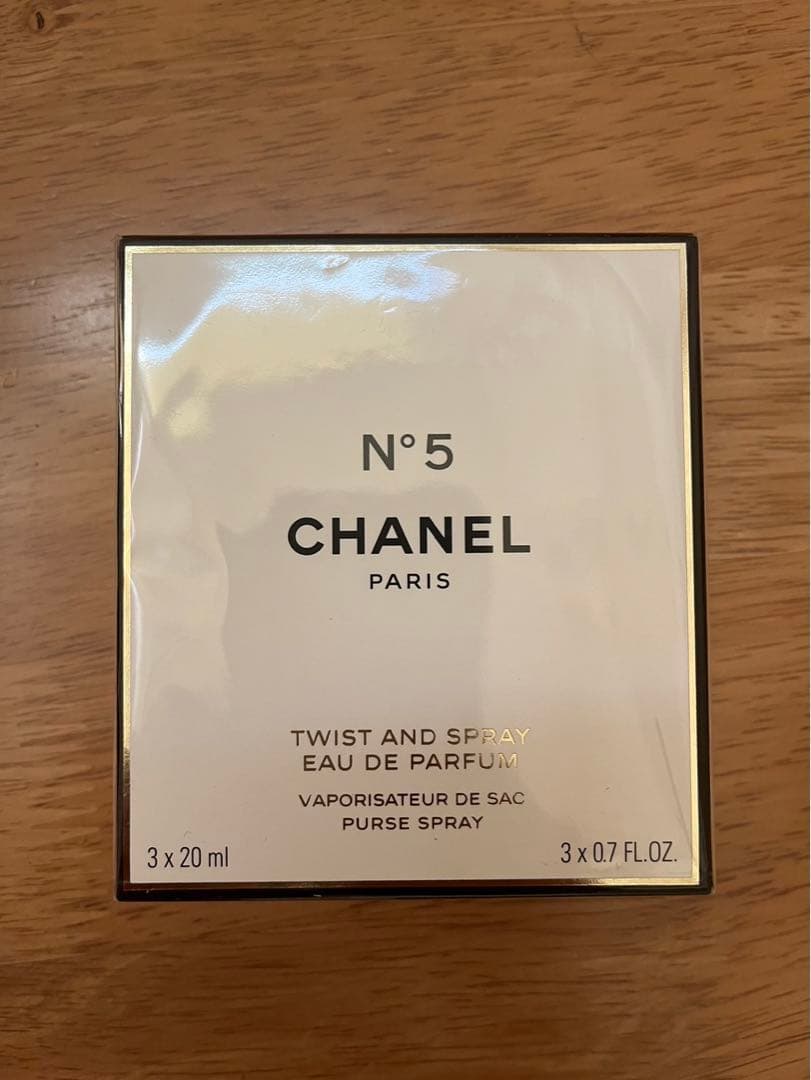 N°5
CHANEL
PARIS
TWIST AND SPRAY
EAU DE PARFUM
VAPORISATEUR DE SAC
PURSE SPRAY
3 x 20 ml
3 x 0.7 FL.OZ.